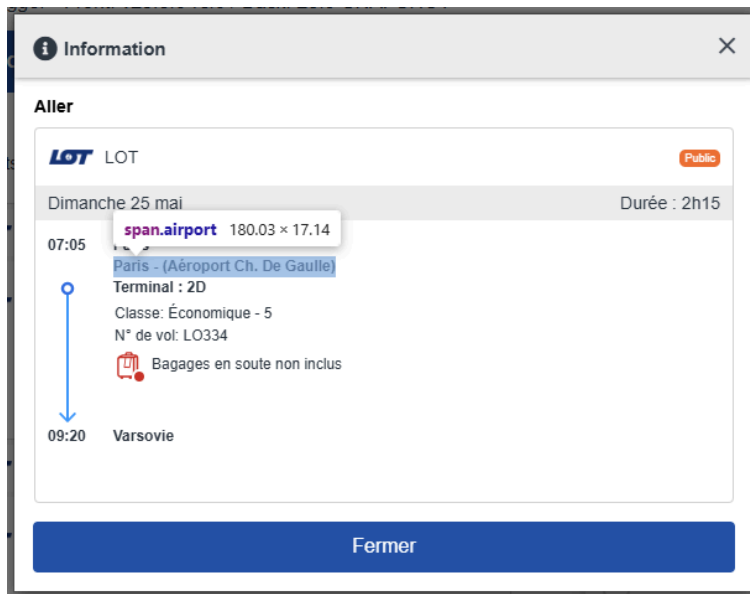 Information
Aller
LOT LOT
Public
Dimanche 25 mai
Durée : 2h15
span.airport 180.03 × 17.14
07:05
Paris - (Aéroport Ch. De Gaulle)
Terminal : 2D
Classe: Économique - 5
N° de vol: LO334
Bagages en soute non inclus
09:20 Varsovie
Fermer